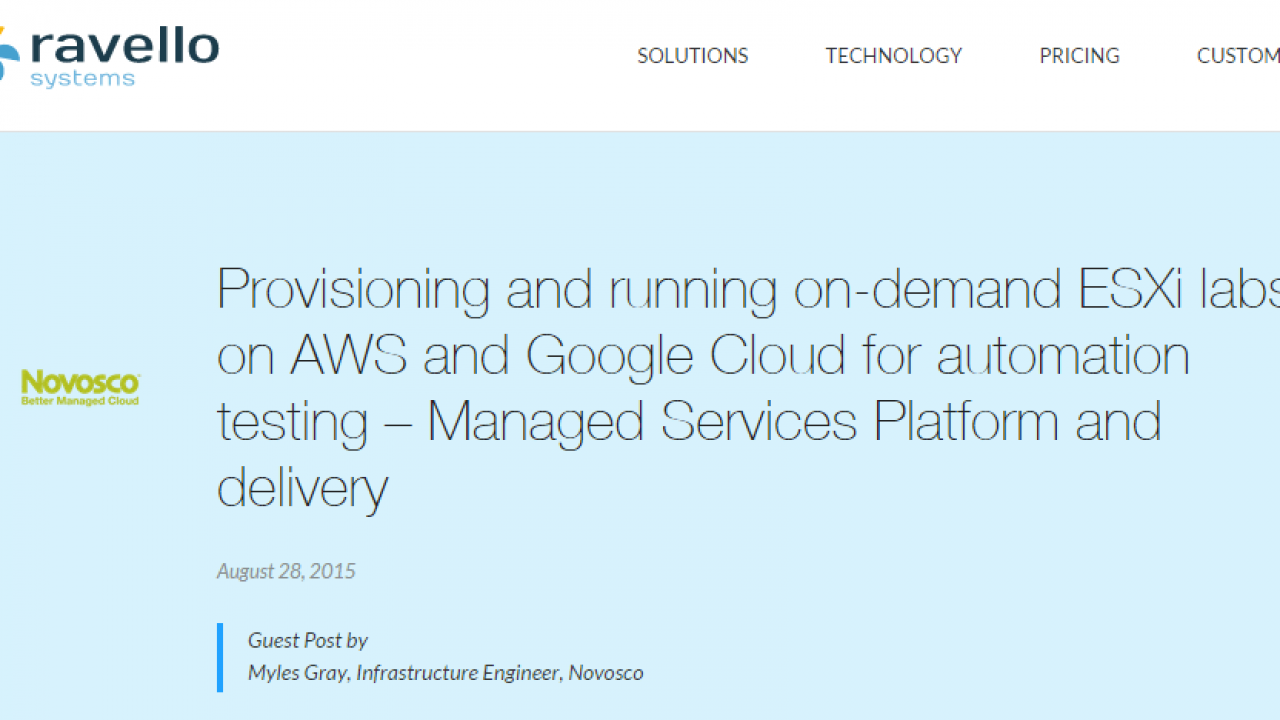 ravello
systems
SOLUTIONS
TECHNOLOGY
PRICING
CUSTOM
Provisioning and running on-demand ESXi labs
on AWS and Google Cloud for automation
testing – Managed Services Platform and
delivery
Novosco
Better Managed Cloud
August 28, 2015
Guest Post by
Myles Gray, Infrastructure Engineer, Novosco